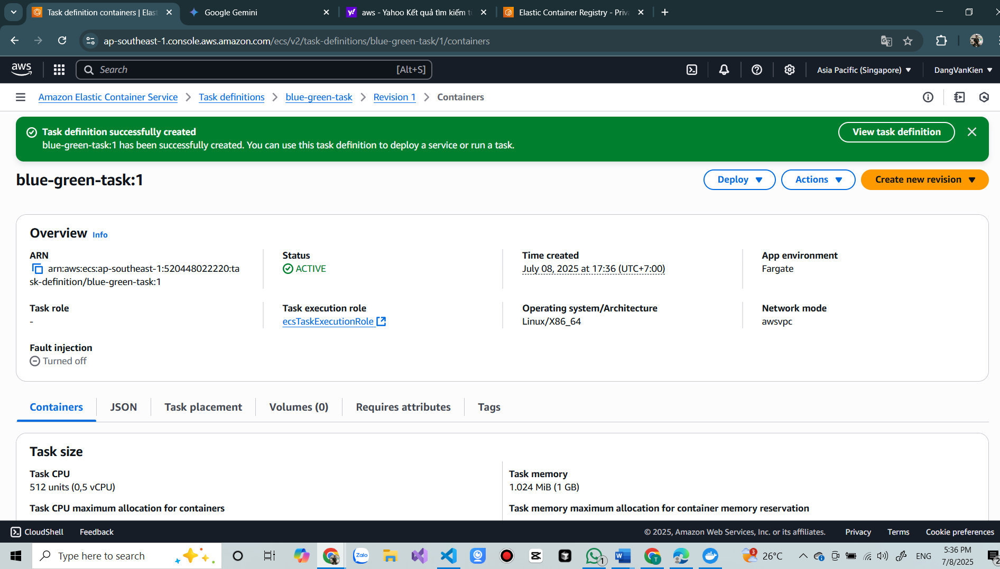 Task definition containers | Elas
Google Gemini
aws - Yahoo Kết quả tìm kiếm t
Elastic Container Registry - Priv
ap-southeast-1.console.aws.amazon.com/ecs/v2/task-definitions/blue-green-task/1/containers
aws
Search
[Alt+S]
Asia Pacific (Singapore)
DangVanKien
Amazon Elastic Container Service
Task definitions
blue-green-task
Revision 1
Containers
Task definition successfully created
blue-green-task:1 has been successfully created. You can use this task definition to deploy a service or run a task.
View task definition
blue-green-task:1
Deploy
Actions
Create new revision
Overview
Info
ARN
arn:aws:ecs:ap-southeast-1:520448022220:ta
sk-definition/blue-green-task:1
Status
ACTIVE
Time created
July 08, 2025 at 17:36 (UTC+7:00)
App environment
Fargate
Task role
-
Task execution role
ecsTaskExecutionRole
Operating system/Architecture
Linux/X86_64
Network mode
awsvpc
Fault injection
Turned off
Containers
JSON
Task placement
Volumes (0)
Requires attributes
Tags
Task size
Task CPU
512 units (0,5 vCPU)
Task memory
1.024 MiB (1 GB)
Task CPU maximum allocation for containers
Task memory maximum allocation for container memory reservation
CloudShell
Feedback
© 2025, Amazon Web Services, Inc. or its affiliates.
Privacy
Terms
Cookie preferences
Type here to search
Zalo
1
T
3
26°C
ENG
5:36 PM
7/8/2025
2